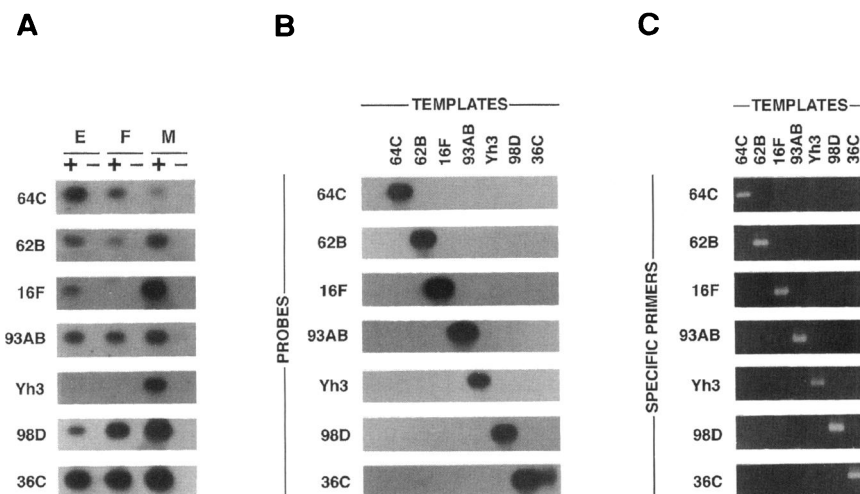 A
E F M
+ − + − + −
64C
62B
16F
93AB
Yh3
98D
36C
B
TEMPLATES
64C 62B 16F 93AB Yh3 98D 36C
PROBES
64C
62B
16F
93AB
Yh3
98D
36C
C
TEMPLATES
64C 62B 16F 93AB Yh3 98D 36C
SPECIFIC PRIMERS
64C
62B
16F
93AB
Yh3
98D
36C